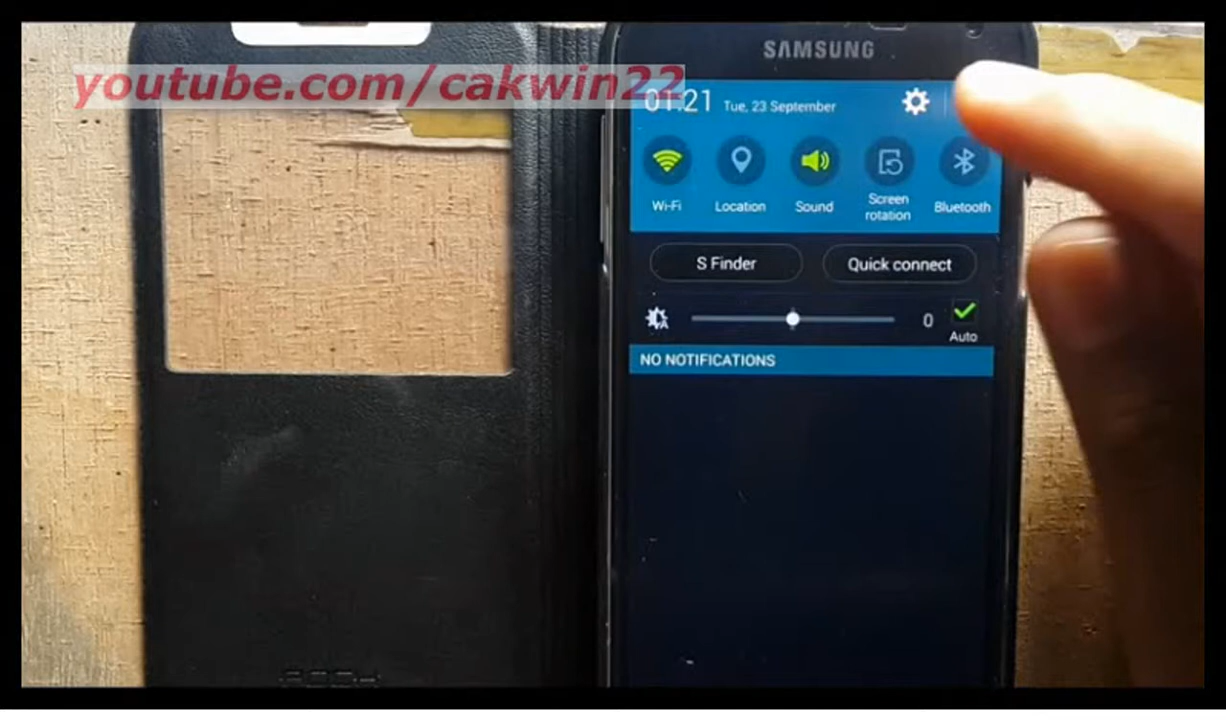 SAMSUNG
youtube.com/cakwin22
01:21 Tue, 23 September
Wi-Fi Location Sound Screen rotation Bluetooth
S Finder Quick connect
0
Auto
NO NOTIFICATIONS